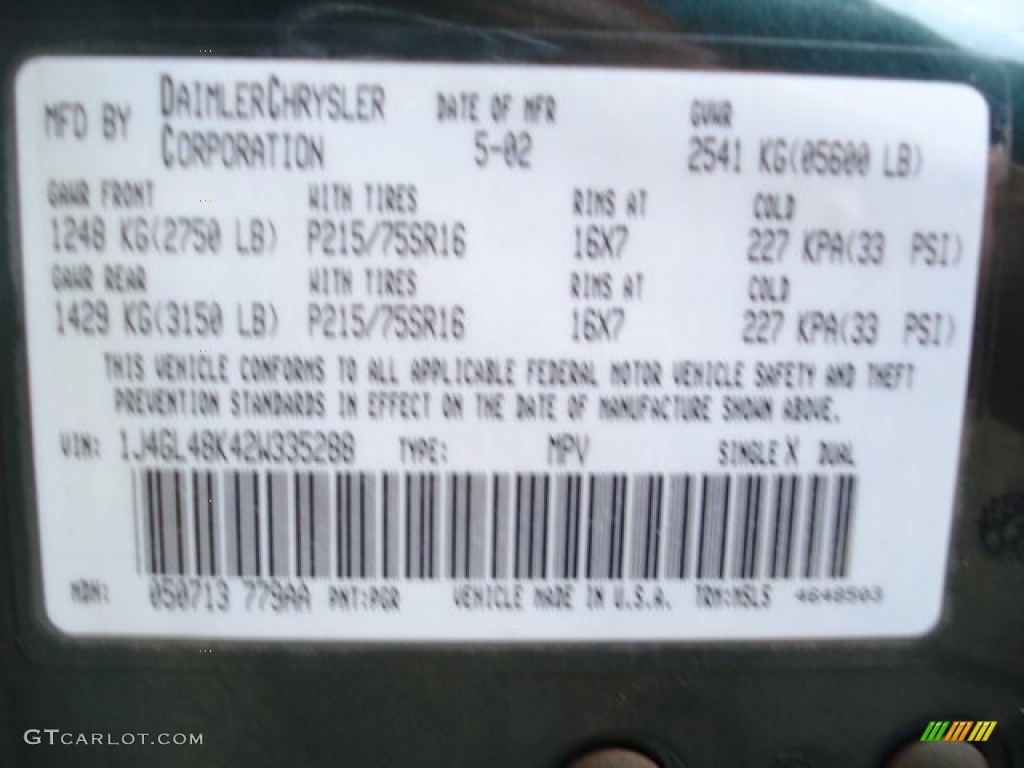 MFD BY DAIMLERCHRYSLER CORPORATION DATE OF MFR 5-02 GVWR 2541 KG(05600 LB)
GAWR FRONT WITH TIRES RIMS AT COLD
1248 KG(2750 LB) P215/75SR16 16X7 227 KPA(33 PSI)
GAWR REAR WITH TIRES RIMS AT COLD
1429 KG(3150 LB) P215/75SR16 16X7 227 KPA(33 PSI)
THIS VEHICLE CONFORMS TO ALL APPLICABLE FEDERAL MOTOR VEHICLE SAFETY AND THEFT
PREVENTION STANDARDS IN EFFECT ON THE DATE OF MANUFACTURE SHOWN ABOVE.
VIN: 1J4GL48K42W335288 TYPE: MPV SINGLE X DUAL
MDH: 050713 779AA PNT:PGR VEHICLE MADE IN U.S.A. TRM:MSLS 4648503
GTCARLOT.COM